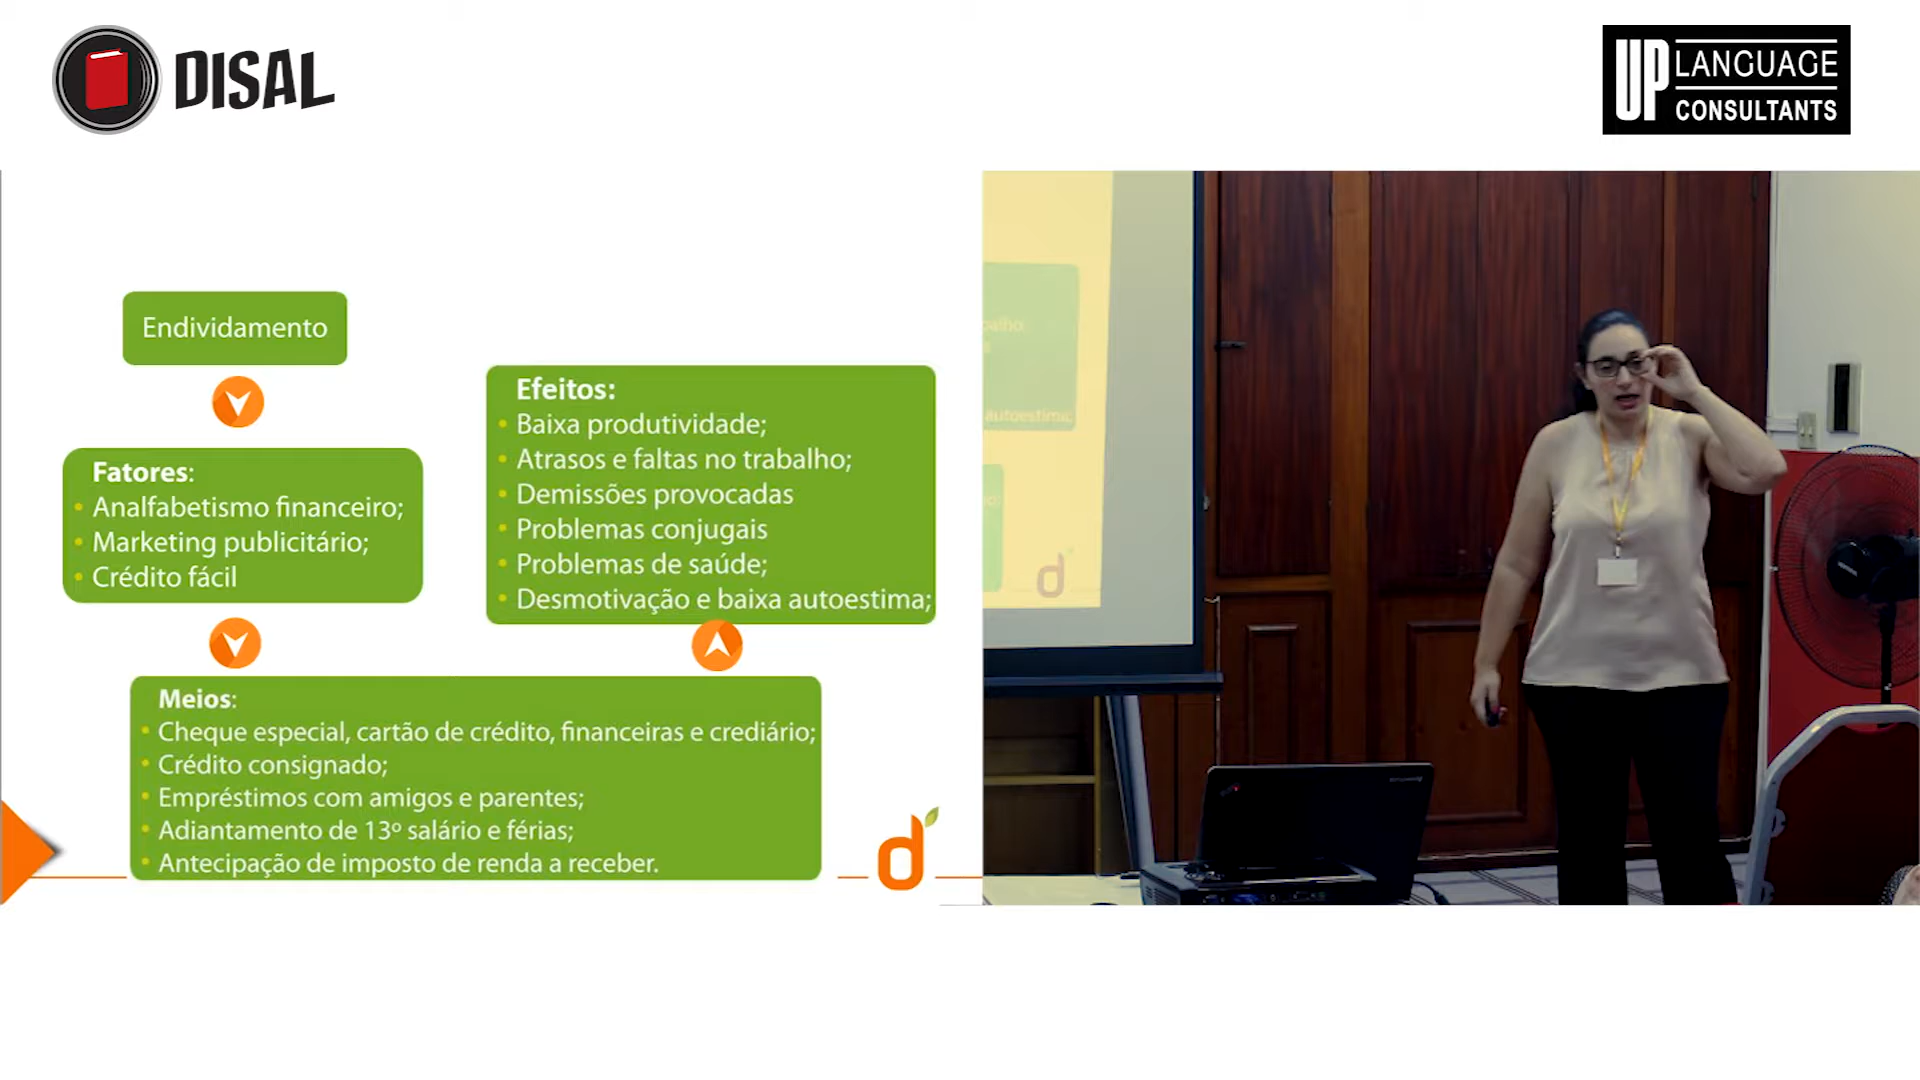 DISAL
UP LANGUAGE
CONSULTANTS
Endividamento
Fatores:
Analfabetismo financeiro;
Marketing publicitário;
Crédito fácil
Meios:
Cheque especial, cartão de crédito, financeiras e crediário;
Crédito consignado;
Empréstimos com amigos e parentes;
Adiantamento de 13º salário e férias;
Antecipação de imposto de renda a receber.
Efeitos:
Baixa produtividade;
Atrasos e faltas no trabalho;
Demissões provocadas
Problemas conjugais
Problemas de saúde;
Desmotivação e baixa autoestima;
d
autoestima;
d